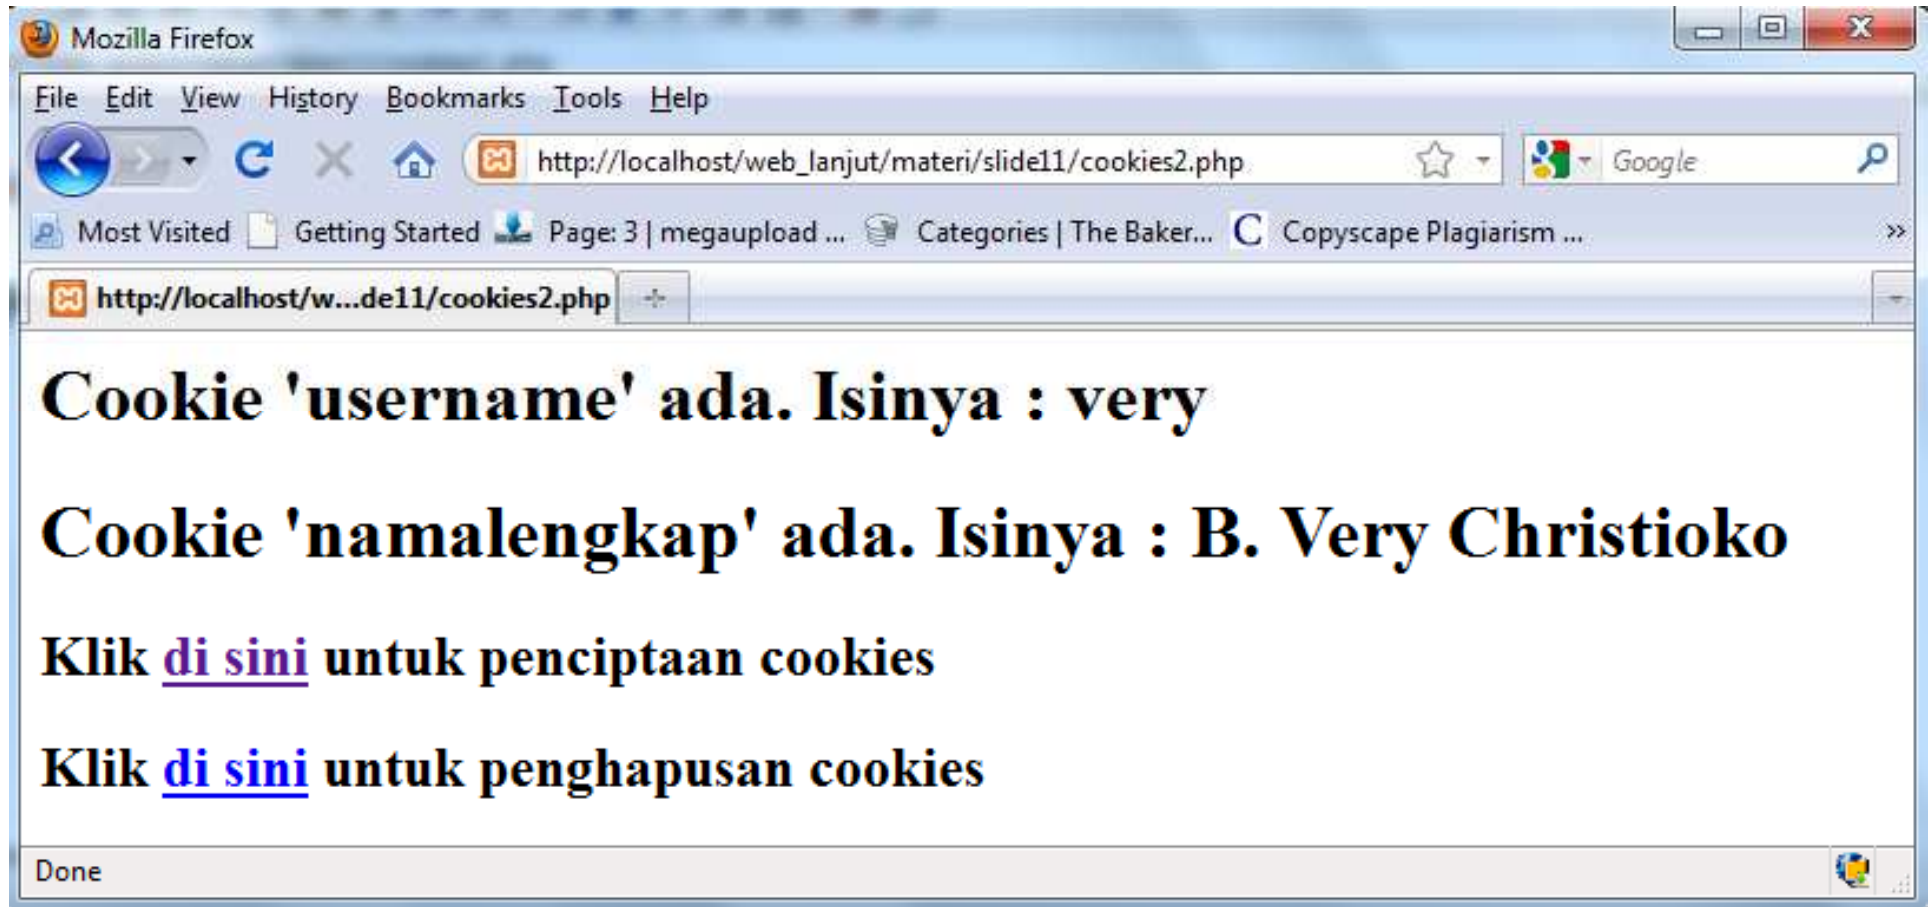 Mozilla Firefox
File Edit View History Bookmarks Tools Help
http://localhost/web_lanjut/materi/slide11/cookies2.php Google
Most Visited Getting Started Page: 3 | megaupload ... Categories | The Baker... C Copyscape Plagiarism ... »
http://localhost/w...de11/cookies2.php
Cookie 'username' ada. Isinya : very
Cookie 'namalengkap' ada. Isinya : B. Very Christioko
Klik di sini untuk penciptaan cookies
Klik di sini untuk penghapusan cookies
Done